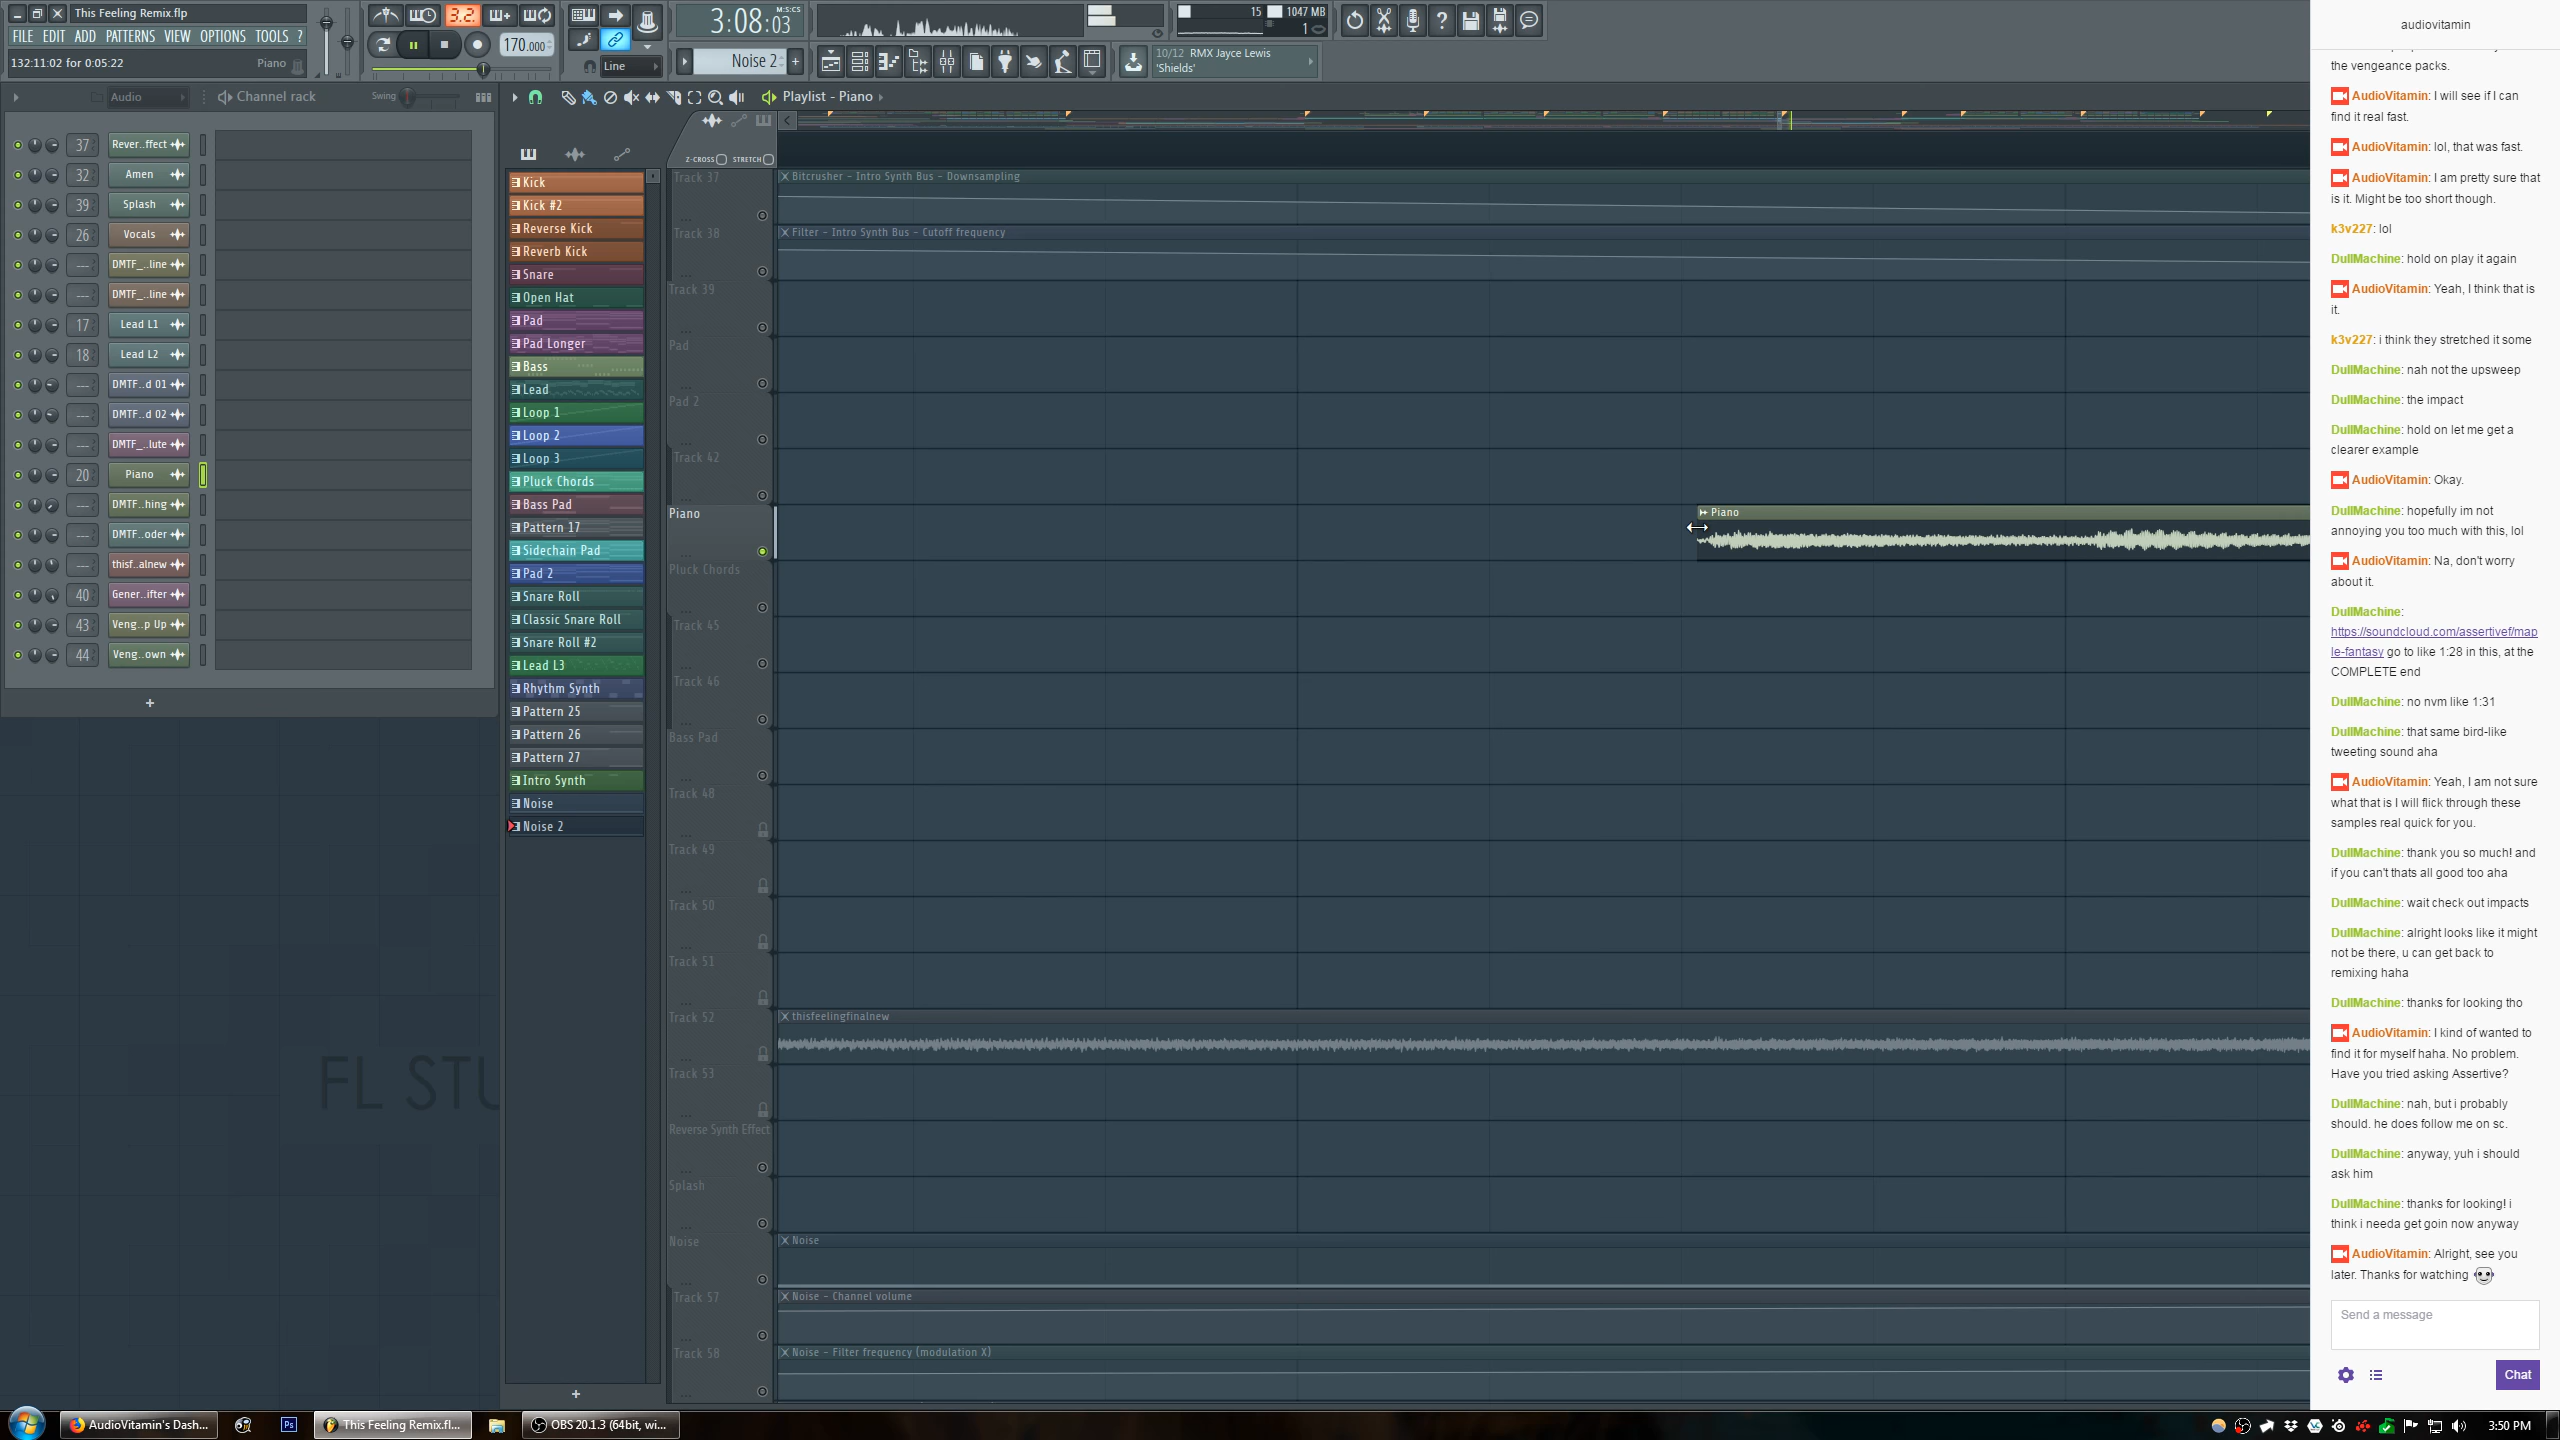 This Feeling Remix.flp
FILE EDIT ADD PATTERNS VIEW OPTIONS TOOLS ?
132:11:02 for 0:05:22 Piano
3.2.
170.000
Line
3:08:03
M:S:CS
Noise 2
15 1047 MB
1
10/12 RMX Jayce Lewis
'Shields'
Audio Channel rack Swing
37 Rever..ffect
32 Amen
39 Splash
26 Vocals
--- DMTF_..line
--- DMTF_..line
17 Lead L1
18 Lead L2
--- DMTF..d 01
--- DMTF..d 02
--- DMTF_..lute
20 Piano
--- DMTF..hing
--- DMTF..oder
--- thisf..alnew
40 Gener..ifter
43 Veng..p Up
44 Veng..own
+
FL STU
Playlist - Piano
Z-CROSS STRETCH
Kick
Kick #2
Reverse Kick
Reverb Kick
Snare
Open Hat
Pad
Pad Longer
Bass
Lead
Loop 1
Loop 2
Loop 3
Pluck Chords
Bass Pad
Pattern 17
Sidechain Pad
Pad 2
Snare Roll
Classic Snare Roll
Snare Roll #2
Lead L3
Rhythm Synth
Pattern 25
Pattern 26
Pattern 27
Intro Synth
Noise
Noise 2
+
Track 37
Bitcrusher - Intro Synth Bus - Downsampling
Track 38
Filter - Intro Synth Bus - Cutoff frequency
Track 39
Pad
Pad 2
Track 42
Piano
Piano
Pluck Chords
Track 45
Track 46
Bass Pad
Track 48
Track 49
Track 50
Track 51
Track 52
thisfeelingfinalnew
Track 53
Reverse Synth Effect
Splash
Noise
Noise
Track 57
Noise - Channel volume
Track 58
Noise - Filter frequency (modulation X)
audiovitamin
the vengeance packs.
AudioVitamin: I will see if I can
find it real fast.
AudioVitamin: lol, that was fast.
AudioVitamin: I am pretty sure that
is it. Might be too short though.
k3v227: lol
DullMachine: hold on play it again
AudioVitamin: Yeah, I think that is
it.
k3v227: i think they stretched it some
DullMachine: nah not the upsweep
DullMachine: the impact
DullMachine: hold on let me get a
clearer example
AudioVitamin: Okay.
DullMachine: hopefully im not
annoying you too much with this, lol
AudioVitamin: Na, don't worry
about it.
DullMachine:
https://soundcloud.com/assertivef/map
le-fantasy go to like 1:28 in this, at the
COMPLETE end
DullMachine: no nvm like 1:31
DullMachine: that same bird-like
tweeting sound aha
AudioVitamin: Yeah, I am not sure
what that is I will flick through these
samples real quick for you.
DullMachine: thank you so much! and
if you can't thats all good too aha
DullMachine: wait check out impacts
DullMachine: alright looks like it might
not be there, u can get back to
remixing haha
DullMachine: thanks for looking tho
AudioVitamin: I kind of wanted to
find it for myself haha. No problem.
Have you tried asking Assertive?
DullMachine: nah, but i probably
should. he does follow me on sc.
DullMachine: anyway, yuh i should
ask him
DullMachine: thanks for looking! i
think i needa get goin now anyway
AudioVitamin: Alright, see you
later. Thanks for watching
Send a message
Chat
AudioVitamin's Dash...
Ps
This Feeling Remix.fl...
OBS 20.1.3 (64bit, wi...
3:50 PM